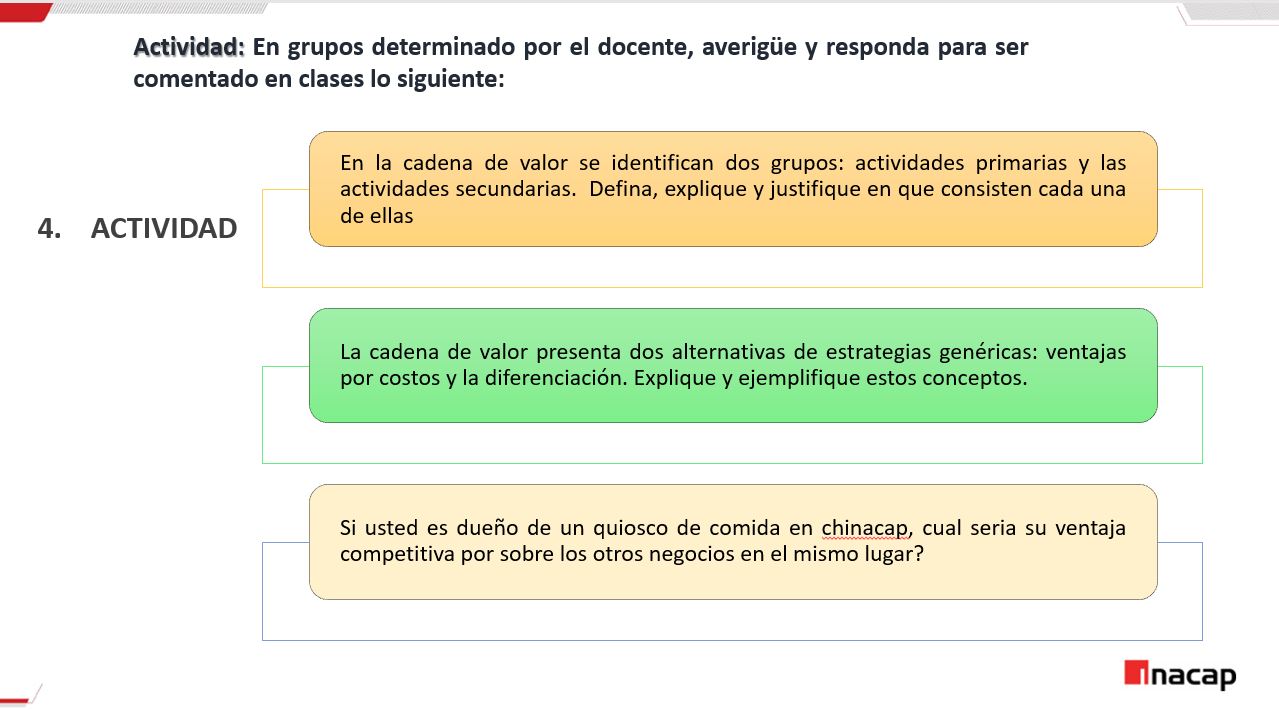 Actividad: En grupos determinado por el docente, averigüe y responda para ser
comentado en clases lo siguiente:
En la cadena de valor se identifican dos grupos: actividades primarias y las
actividades secundarias. Defina, explique y justifique en que consisten cada una
de ellas
4. ACTIVIDAD
La cadena de valor presenta dos alternativas de estrategias genéricas: ventajas
por costos y la diferenciación. Explique y ejemplifique estos conceptos.
Si usted es dueño de un quiosco de comida en chinacap, cual seria su ventaja
competitiva por sobre los otros negocios en el mismo lugar?
inacap